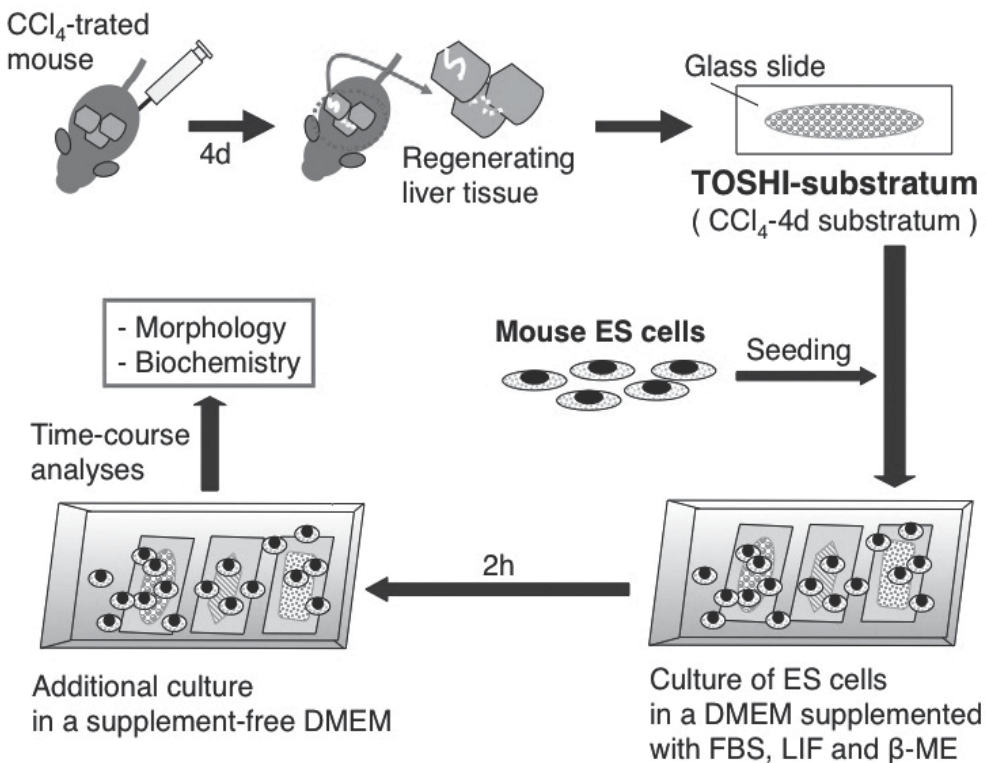 CCl₄-trated
mouse
4d
Regenerating
liver tissue
Glass slide
TOSHI-substratum
( CCl₄-4d substratum )
Mouse ES cells
Seeding
Culture of ES cells
in a DMEM supplemented
with FBS, LIF and β-ME
2h
Additional culture
in a supplement-free DMEM
Time-course
analyses
- Morphology
- Biochemistry